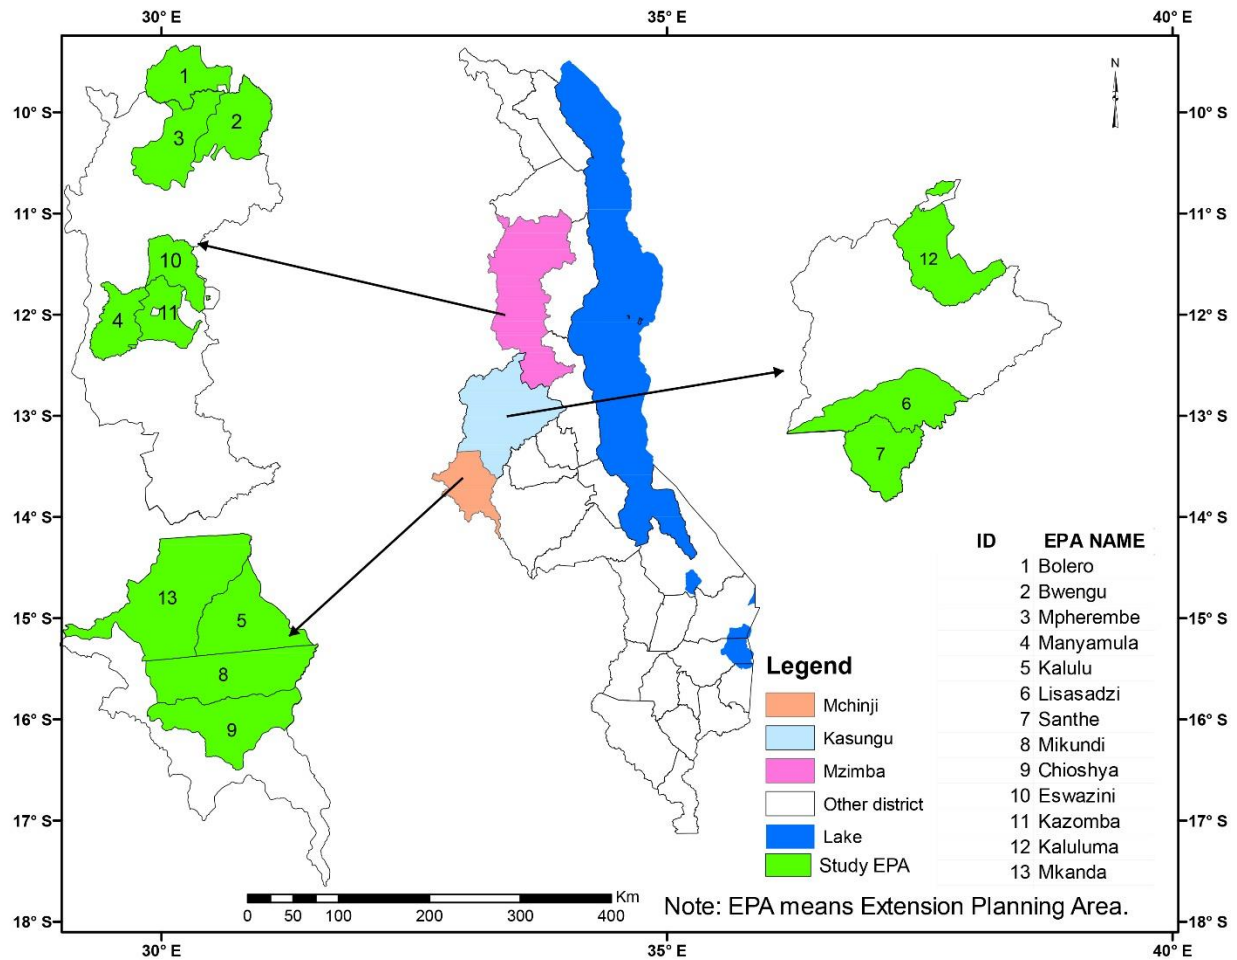 30° E 35° E 40° E
N
10° S 10° S
11° S 11° S
12° S 12° S
13° S 13° S
14° S 14° S
15° S 15° S
16° S 16° S
17° S 17° S
18° S 18° S
1
2
3
10
11
4
12
6
7
13
5
8
9
ID EPA NAME
1 Bolero
2 Bwengu
3 Mpherembe
4 Manyamula
5 Kalulu
6 Lisasadzi
7 Santhe
8 Mikundi
9 Chioshya
10 Eswazini
11 Kazomba
12 Kaluluma
13 Mkanda
Legend
Mchinji
Kasungu
Mzimba
Other district
Lake
Study EPA
Km
0 50 100 200 300 400
Note: EPA means Extension Planning Area.
30° E 35° E 40° E